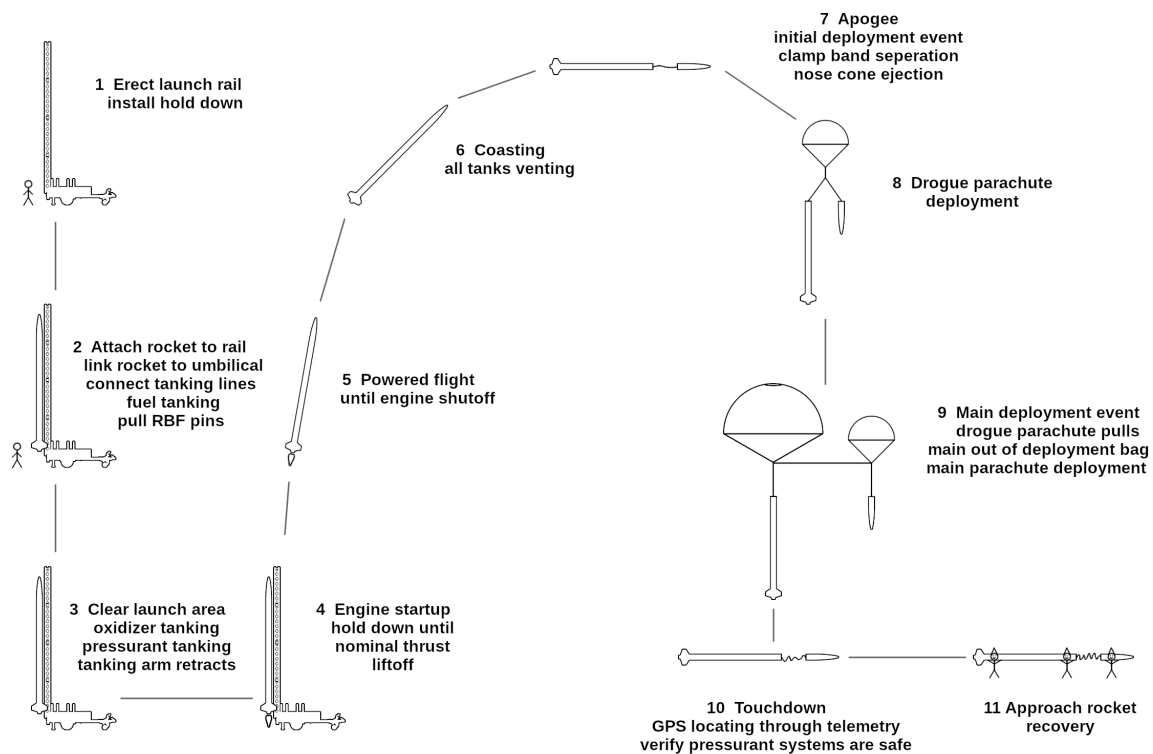 1 Erect launch rail
install hold down
2 Attach rocket to rail
link rocket to umbilical
connect tanking lines
fuel tanking
pull RBF pins
3 Clear launch area
oxidizer tanking
pressurant tanking
tanking arm retracts
4 Engine startup
hold down until
nominal thrust
liftoff
5 Powered flight
until engine shutoff
6 Coasting
all tanks venting
7 Apogee
initial deployment event
clamp band seperation
nose cone ejection
8 Drogue parachute
deployment
9 Main deployment event
drogue parachute pulls
main out of deployment bag
main parachute deployment
10 Touchdown
GPS locating through telemetry
verify pressurant systems are safe
11 Approach rocket
recovery